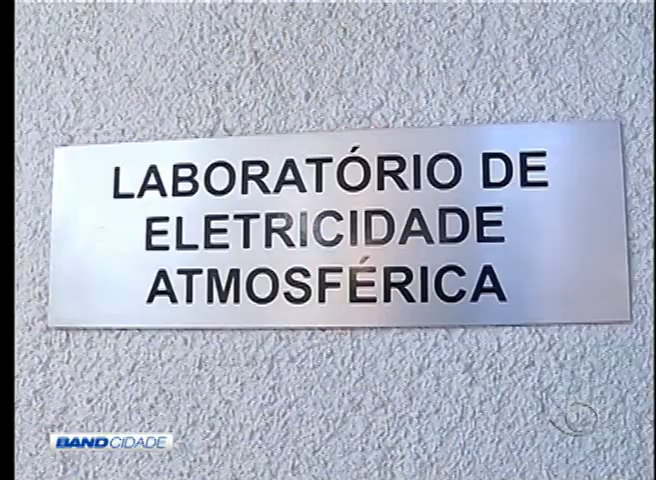 LABORATÓRIO DE
ELETRICIDADE
ATMOSFÉRICA
BAND CIDADE